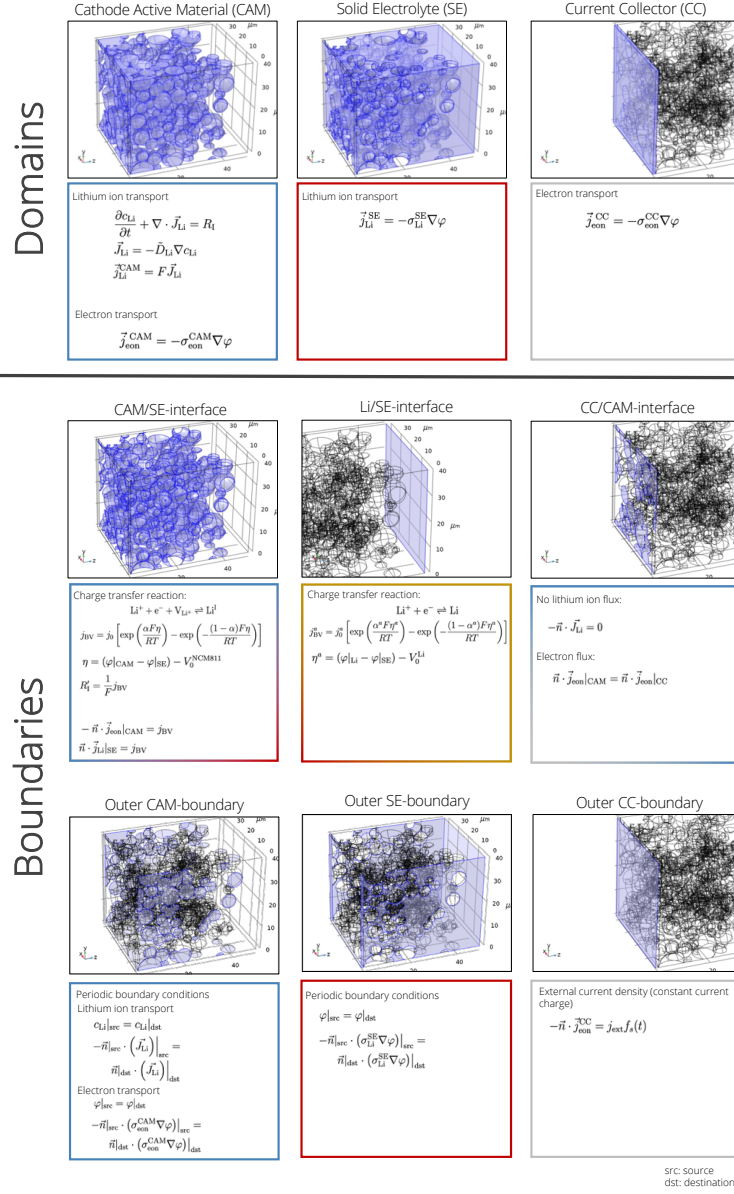 Cathode Active Material (CAM)
Solid Electrolyte (SE)
Current Collector (CC)
Domains
Lithium ion transport
∂c_Li/∂t + ∇ · J⃗_Li = R_I
J⃗_Li = −D̃_Li ∇c_Li
j⃗_Li^CAM = F J⃗_Li
Electron transport
j⃗_eon^CAM = −σ_eon^CAM ∇φ
Lithium ion transport
j⃗_Li^SE = −σ_Li^SE ∇φ
Electron transport
j⃗_eon^CC = −σ_eon^CC ∇φ
Boundaries
CAM/SE-interface
Li/SE-interface
CC/CAM-interface
Charge transfer reaction:
Li⁺ + e⁻ + V_Li⁺ ⇌ Li^I
j_BV = j_0 [exp (αFη/RT) − exp (−(1 − α)Fη/RT)]
η = (φ|_CAM − φ|_SE) − V_0^NCM811
−n⃗ · j⃗_eon|_CAM = j_BV
n⃗ · j⃗_Li|_SE = j_BV
Charge transfer reaction:
Li⁺ + e⁻ ⇌ Li
j_BV^a = j_0^a [exp (α^a Fη^a/RT) − exp (−(1 − α^a)Fη^a/RT)]
η^a = (φ|_Li − φ|_SE) − V_0^Li
No lithium ion flux:
−n⃗ · J⃗_Li = 0
Electron flux:
n⃗ · j⃗_eon|_CAM = n⃗ · j⃗_eon|_CC
Outer CAM-boundary
Outer SE-boundary
Outer CC-boundary
Periodic boundary conditions
Lithium ion transport
c_Li|_src = c_Li|_dst
−n⃗|_src · (J⃗_Li)|_src =
n⃗|_dst · (J⃗_Li)|_dst
Electron transport
φ|_src = φ|_dst
−n⃗|_src · (σ_eon^CAM ∇φ)|_src =
n⃗|_dst · (σ_eon^CAM ∇φ)|_dst
Periodic boundary conditions
φ|_src = φ|_dst
−n⃗|_src · (σ_Li^SE ∇φ)|_src =
n⃗|_dst · (σ_Li^SE ∇φ)|_dst
External current density (constant current
charge)
−n⃗ · j⃗_eon^CC = j_ext f_s(t)
src: source
dst: destination